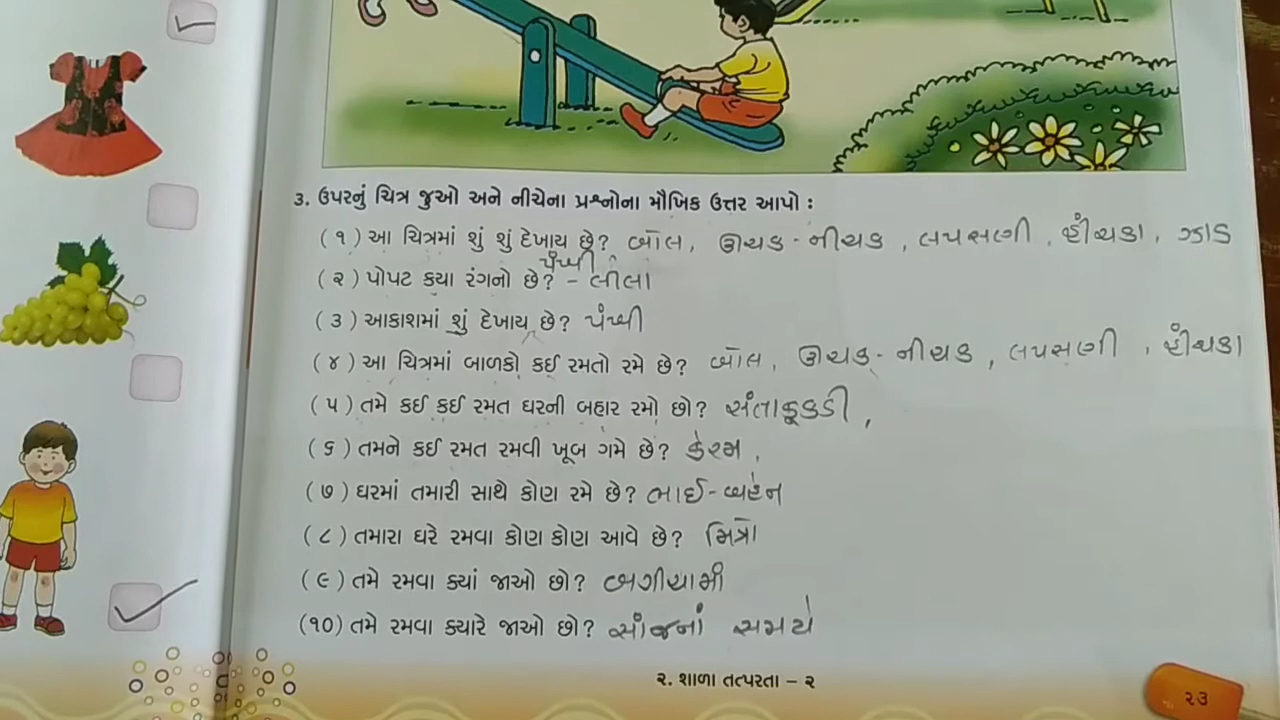 ૩. ઉપરનું ચિત્ર જુઓ અને નીચેના પ્રશ્નોના મૌખિક ઉત્તર આપો :
(૧) આ ચિત્રમાં શું શું દેખાય છે? બૉલ, ઊચક - નીચક, લપસણી, હીંચકા, ઝાડ
પંખી
(૨) પોપટ કયા રંગનો છે? - લીલા
(૩) આકાશમાં શું દેખાય છે? પંખી
(૪) આ ચિત્રમાં બાળકો કઈ રમતો રમે છે? બૉલ, ઊચક - નીચક, લપસણી, હીંચકા
(૫) તમે કઈ કઈ રમત ઘરની બહાર રમો છો? સંતાકૂકડી,
(૬) તમને કઈ રમત રમવી ખૂબ ગમે છે? કેરમ,
(૭) ઘરમાં તમારી સાથે કોણ રમે છે? ભાઈ-બહેન
(૮) તમારા ઘરે રમવા કોણ કોણ આવે છે? મિત્રો
(૯) તમે રમવા ક્યાં જાઓ છો? બગીચામાં
(૧૦) તમે રમવા ક્યારે જાઓ છો? સાંજનાં સમયે
૨. શાળા તત્પરતા – ૨
૨૩